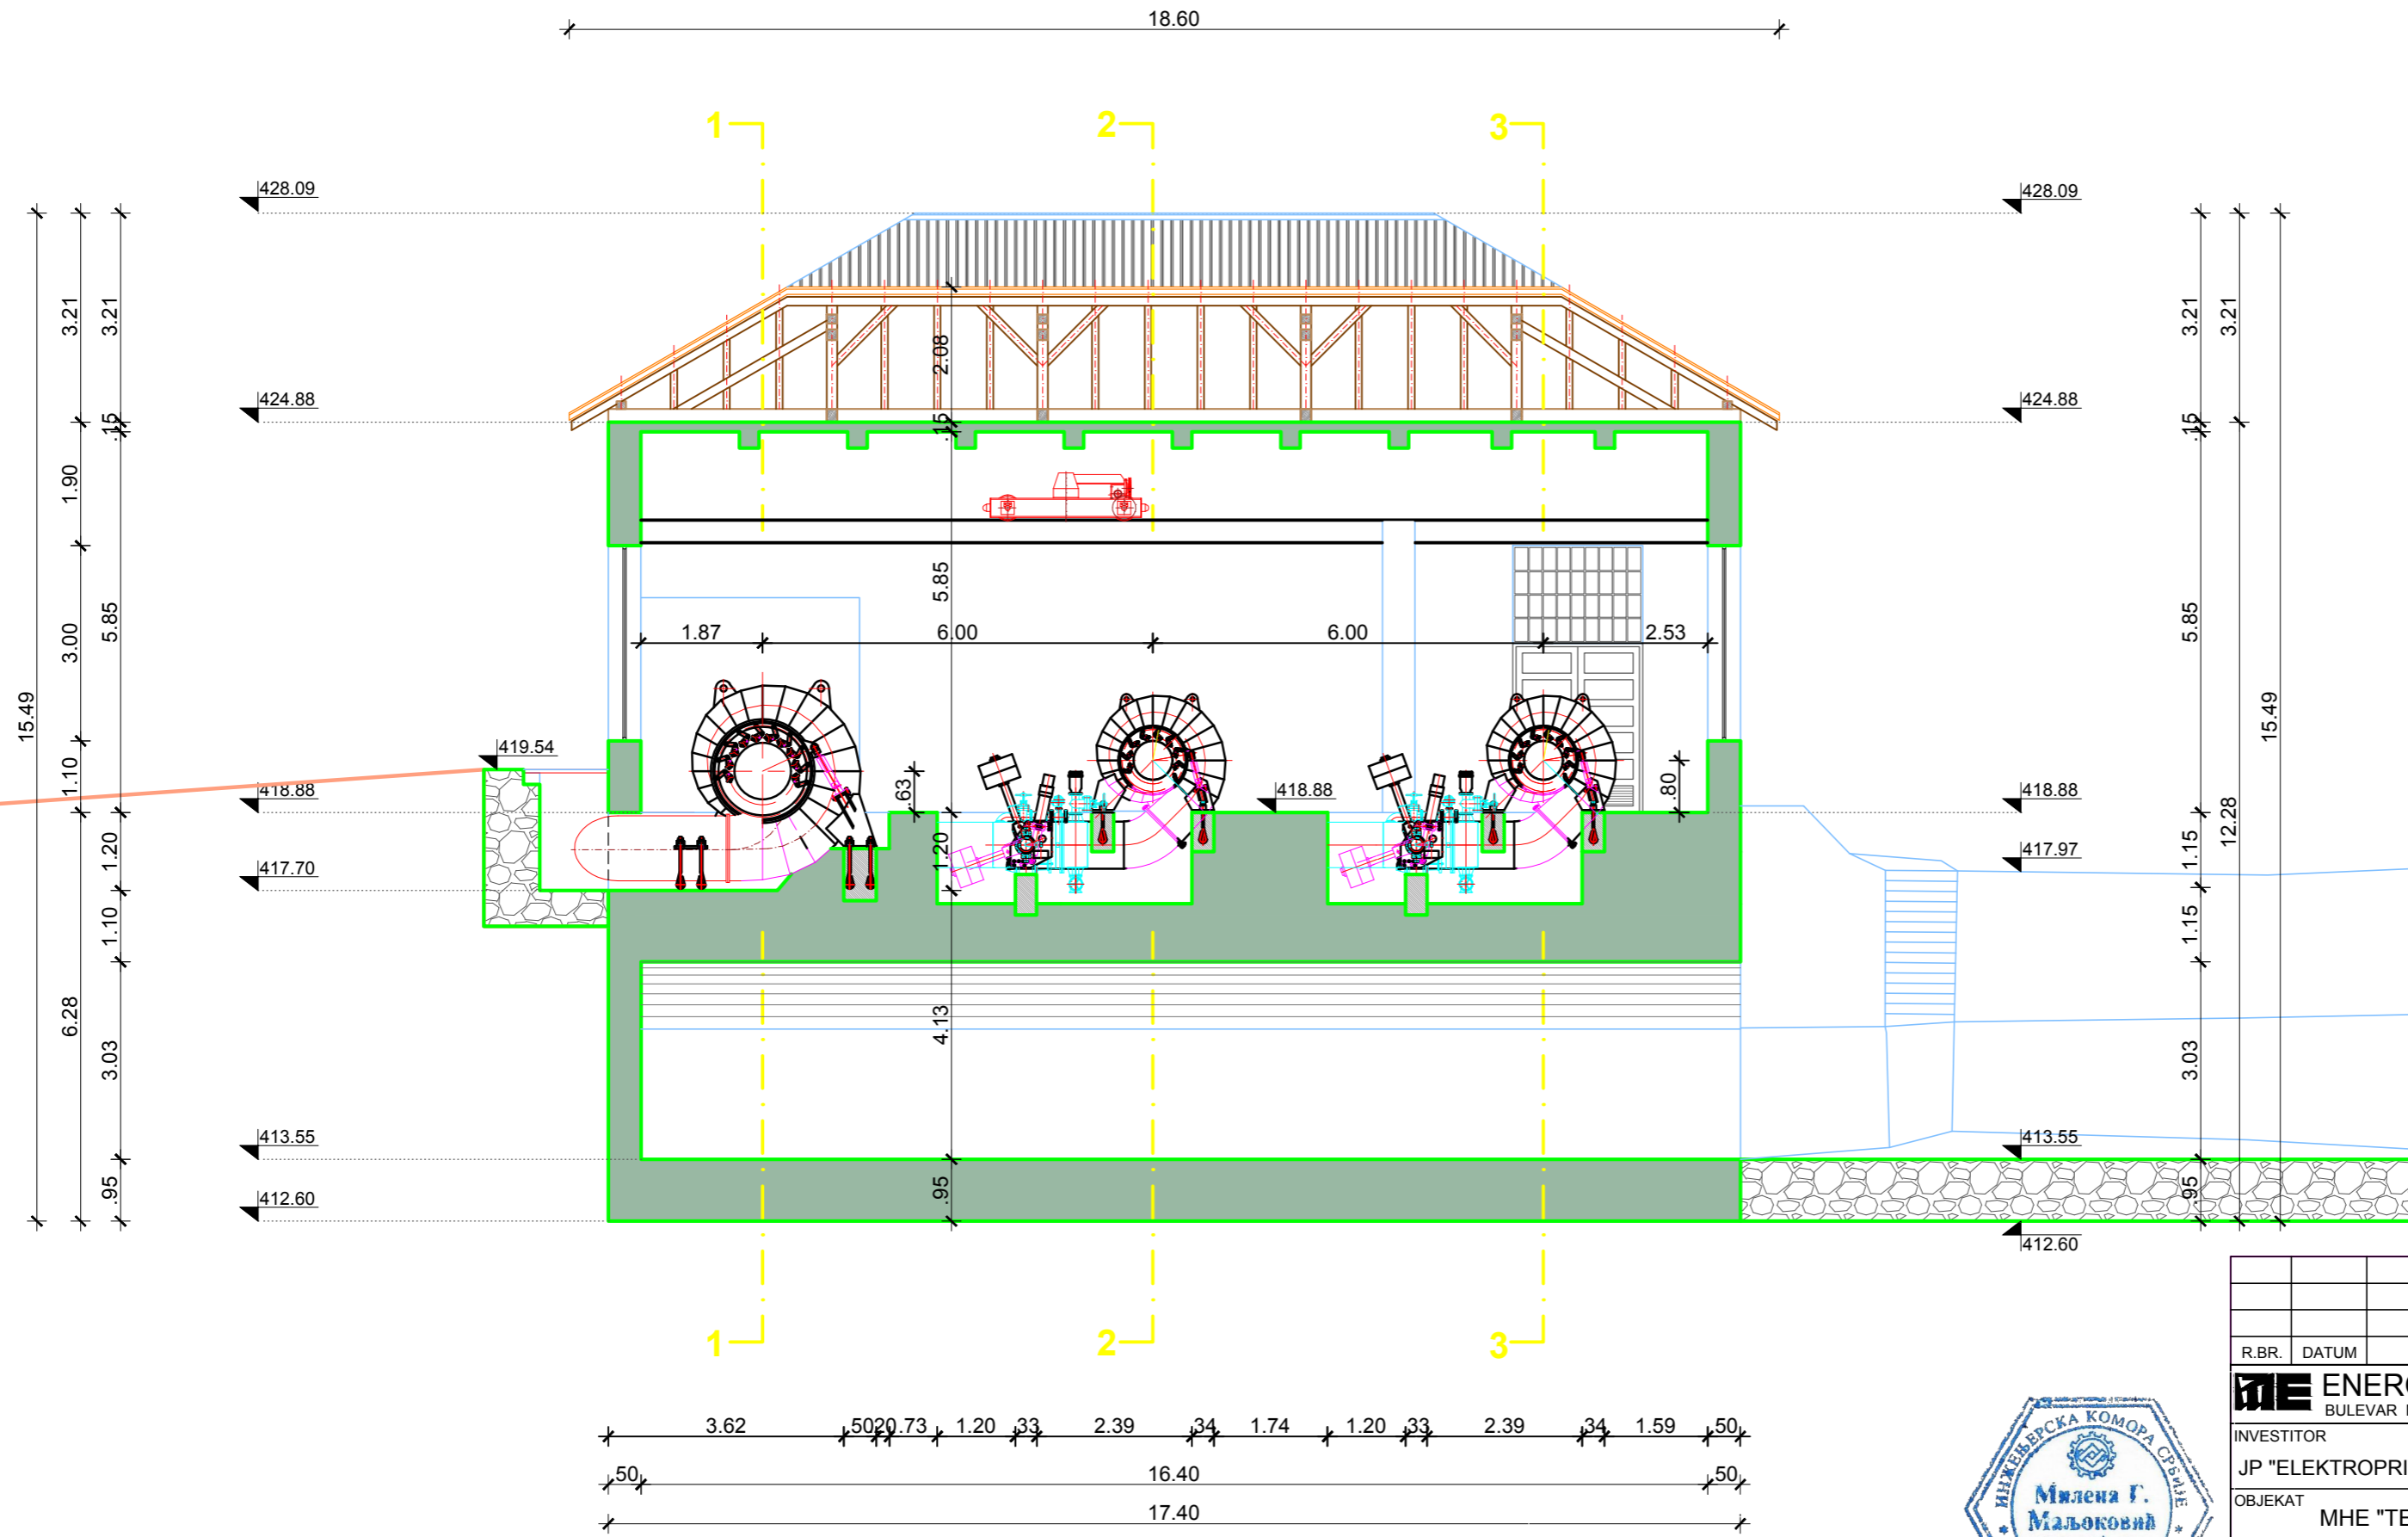 18.60
1 2 3
428.09 428.09
424.88 424.88
419.54
418.88 418.88 418.88
417.97
417.70
413.55 413.55
412.60 412.60
15.49
3.21 1.90 3.00 1.10 6.28
3.21 .15 5.85 1.20 1.10 3.03 .95
2.08 .15 5.85 1.20 4.13 .95
1.87 6.00 6.00 2.53
.63 .80
3.21 .15 5.85 1.15 1.15 3.03 .95
3.21 12.28
15.49
1 2 3
3.62 50 20 .73 1.20 33 2.39 34 1.74 1.20 33 2.39 34 1.59 50
50 16.40 50
17.40
R.BR. DATUM
BULEVAR
INVESTITOR
JP
OBJEKAT
MHE
ИНЖЕЊЕРСКА КОМОРА СРБИЈЕ
Милена Г.
Маљоковић